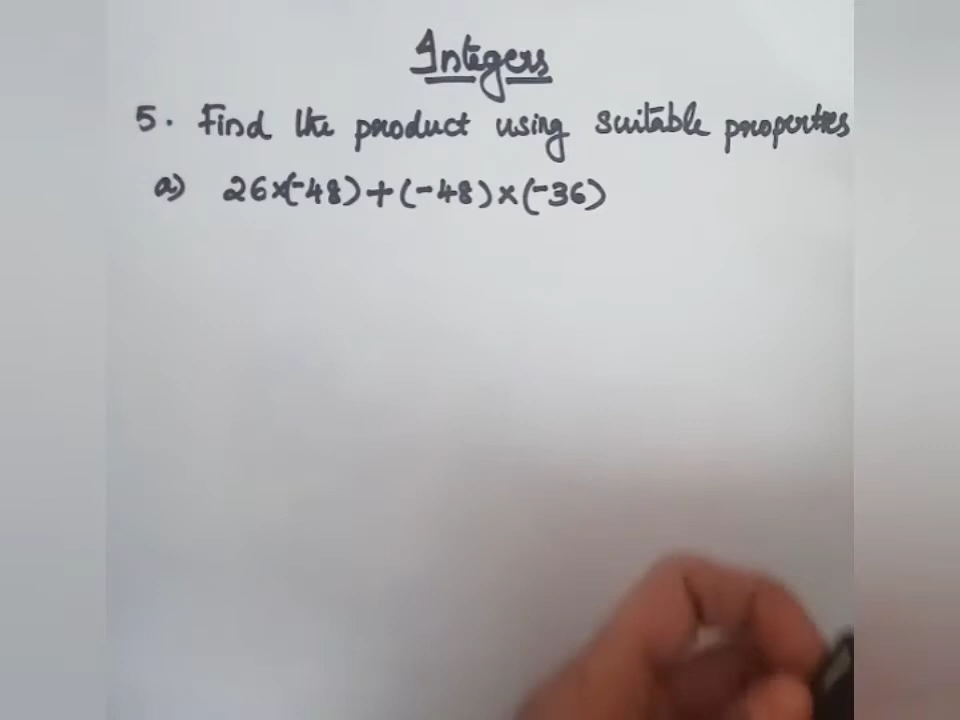 Integers
5. Find the product using suitable properties
a) 26×(-48)+(-48)×(-36)